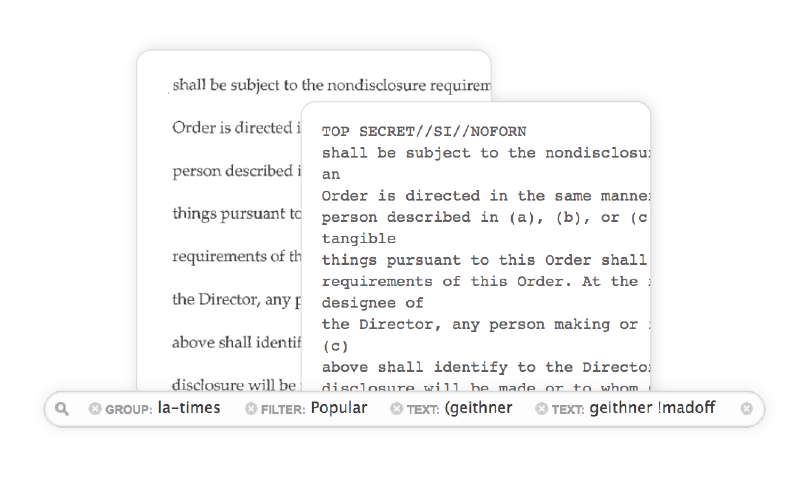 shall be subject to the nondisclosure requirem
Order is directed i
person described i
things pursuant to
requirements of th
the Director, any p
above shall identif
disclosure will be
TOP SECRET//SI//NOFORN
shall be subject to the nondisclosu
an
Order is directed in the same manne
person described in (a), (b), or (c
tangible
things pursuant to this Order shall
requirements of this Order. At the
designee of
the Director, any person making or
(c)
above shall identify to the Directo
disclosure will be made or to whom
GROUP: la-times FILTER: Popular TEXT: (geithner TEXT: geithner !madoff